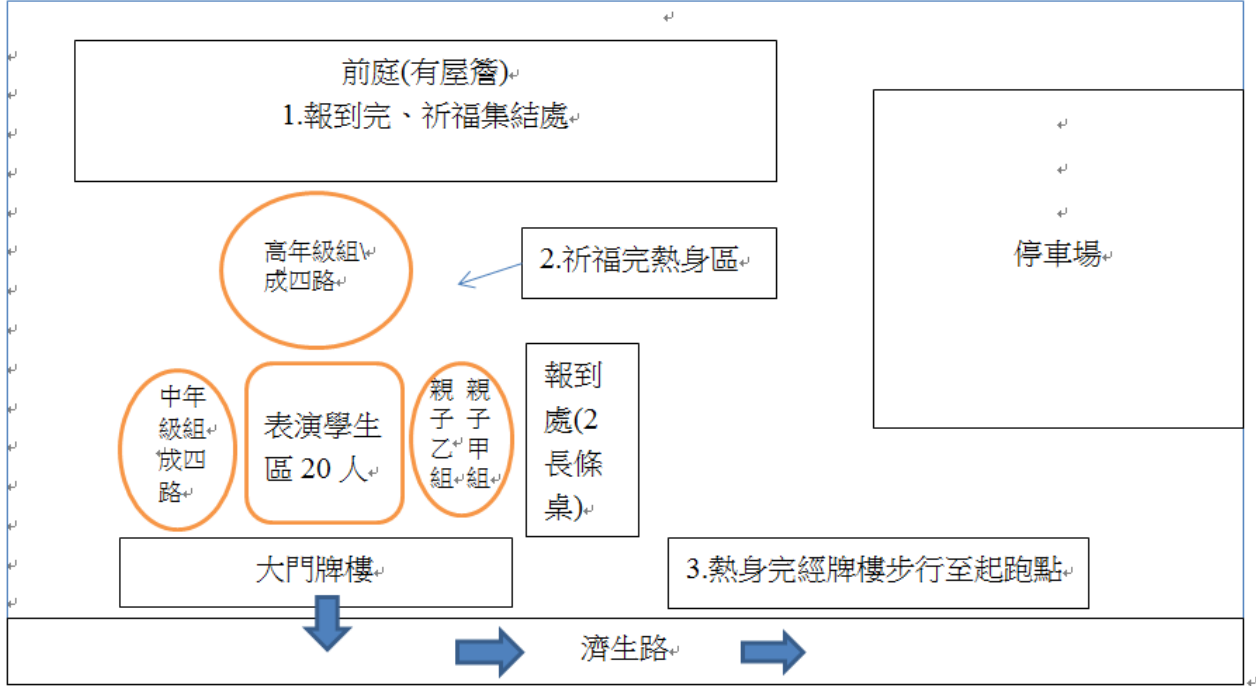 前庭(有屋簷)
1.報到完、祈福集結處
高年級組\
成四路
2.祈福完熱身區
停車場
中年
級組
成四
路
表演學生
區 20 人
親子乙組
親子甲組
報到
處(2
長條
桌)
大門牌樓
3.熱身完經牌樓步行至起跑點
濟生路